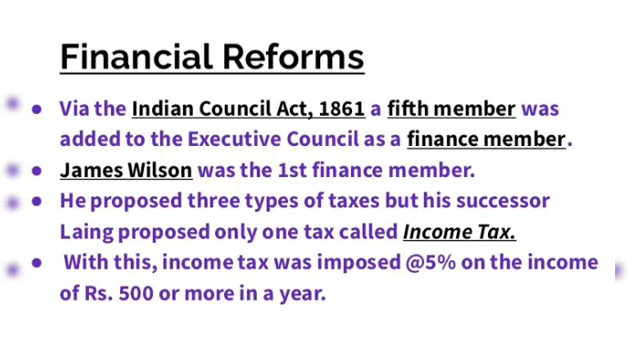 Financial Reforms
● Via the Indian Council Act, 1861 a fifth member was
added to the Executive Council as a finance member.
● James Wilson was the 1st finance member.
● He proposed three types of taxes but his successor
Laing proposed only one tax called Income Tax.
● With this, income tax was imposed @5% on the income
of Rs. 500 or more in a year.